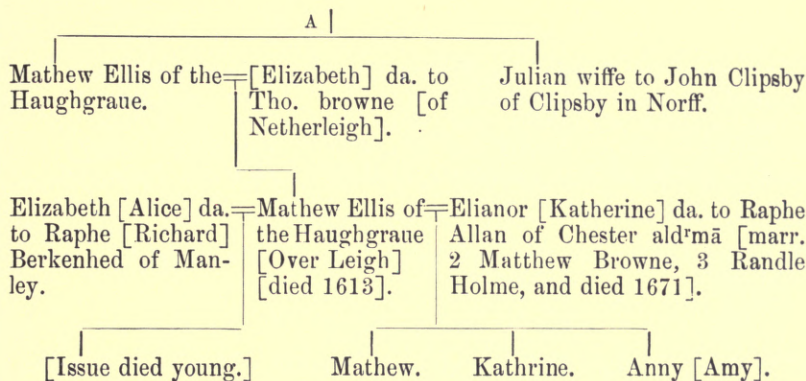 A
Mathew Ellis of the
Haughgraue.
[Elizabeth] da. to
Tho. browne [of
Netherleigh].
Julian wiffe to John Clipsby
of Clipsby in Norff.
Elizabeth [Alice] da.
to Raphe [Richard]
Berkenhed of Man-
ley.
Mathew Ellis of
the Haughgraue
[Over Leigh]
[died 1613].
Elianor [Katherine] da. to Raphe
Allan of Chester aldʳmā [marr.
2 Matthew Browne, 3 Randle
Holme, and died 1671].
[Issue died young.]
Mathew.
Kathrine.
Anny [Amy].